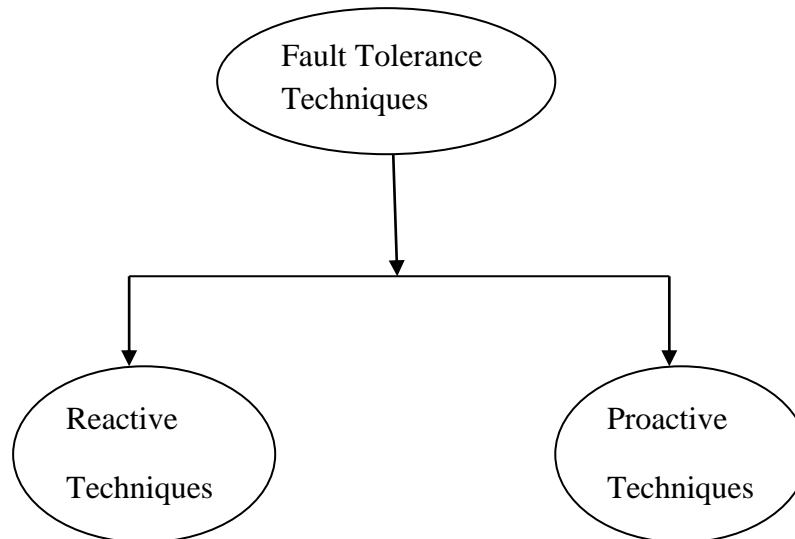 Fault Tolerance
Techniques
Reactive
Techniques
Proactive
Techniques